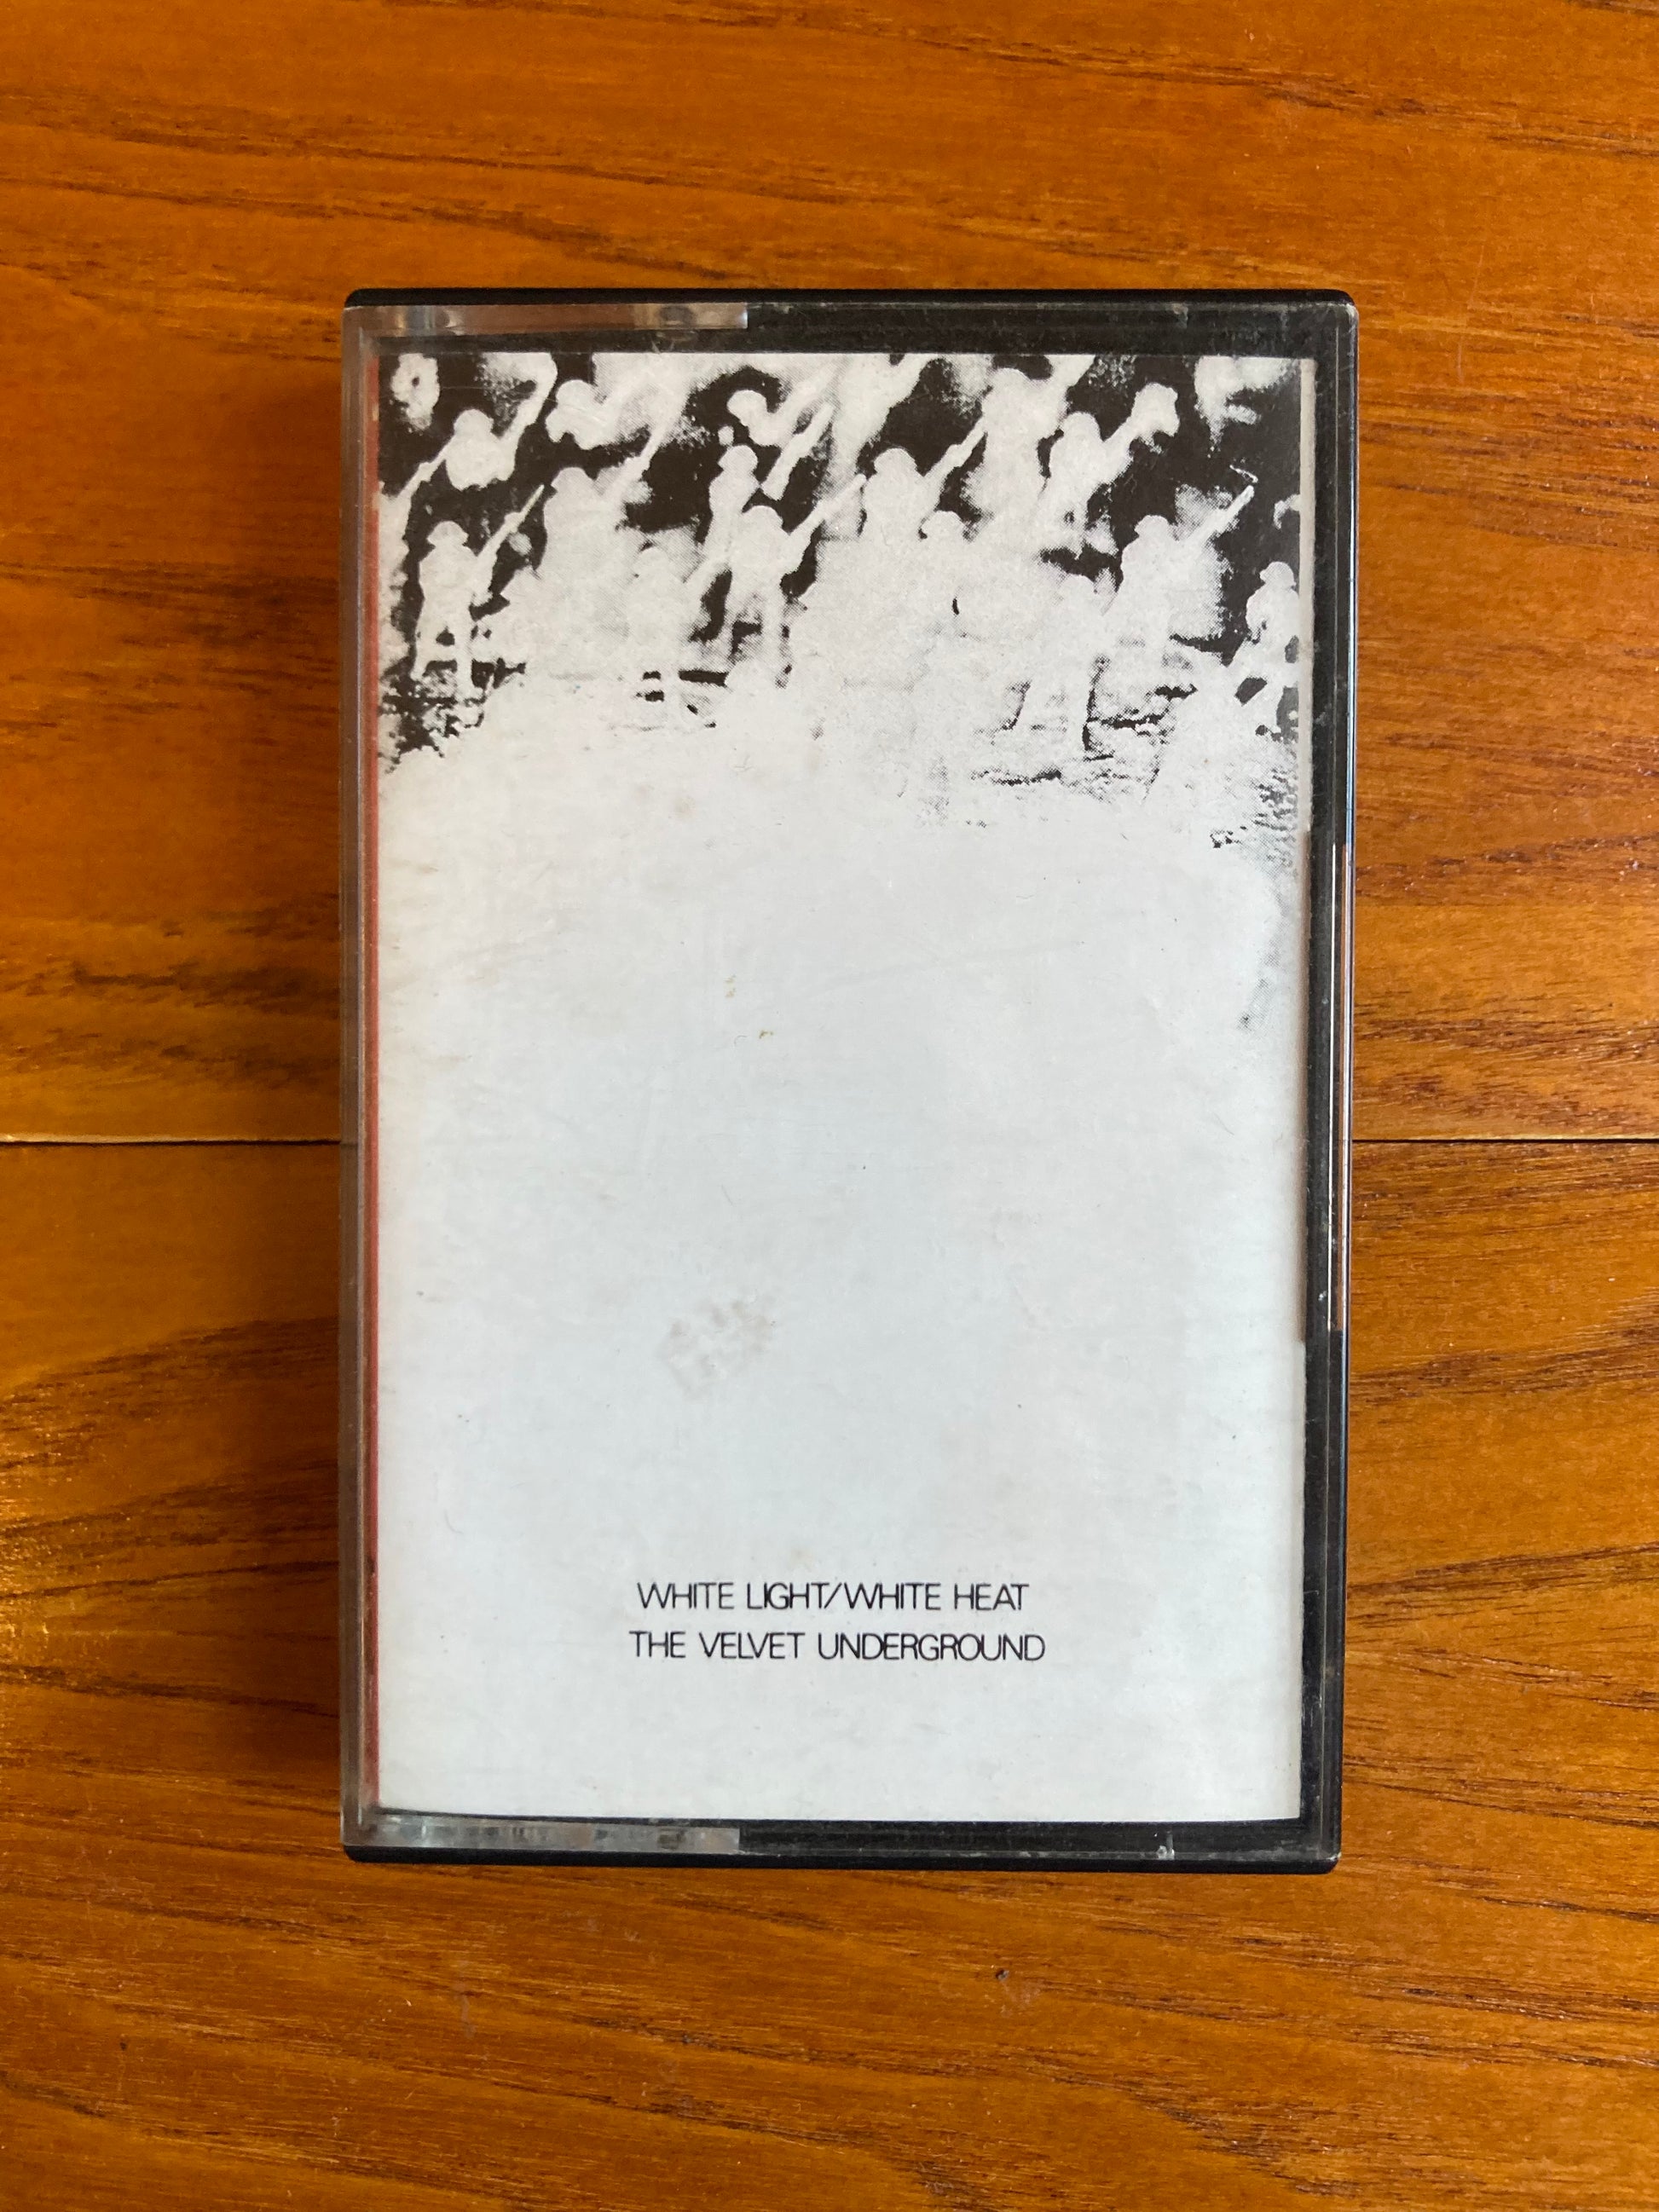 WHITE LIGHT/WHITE HEAT
THE VELVET UNDERGROUND